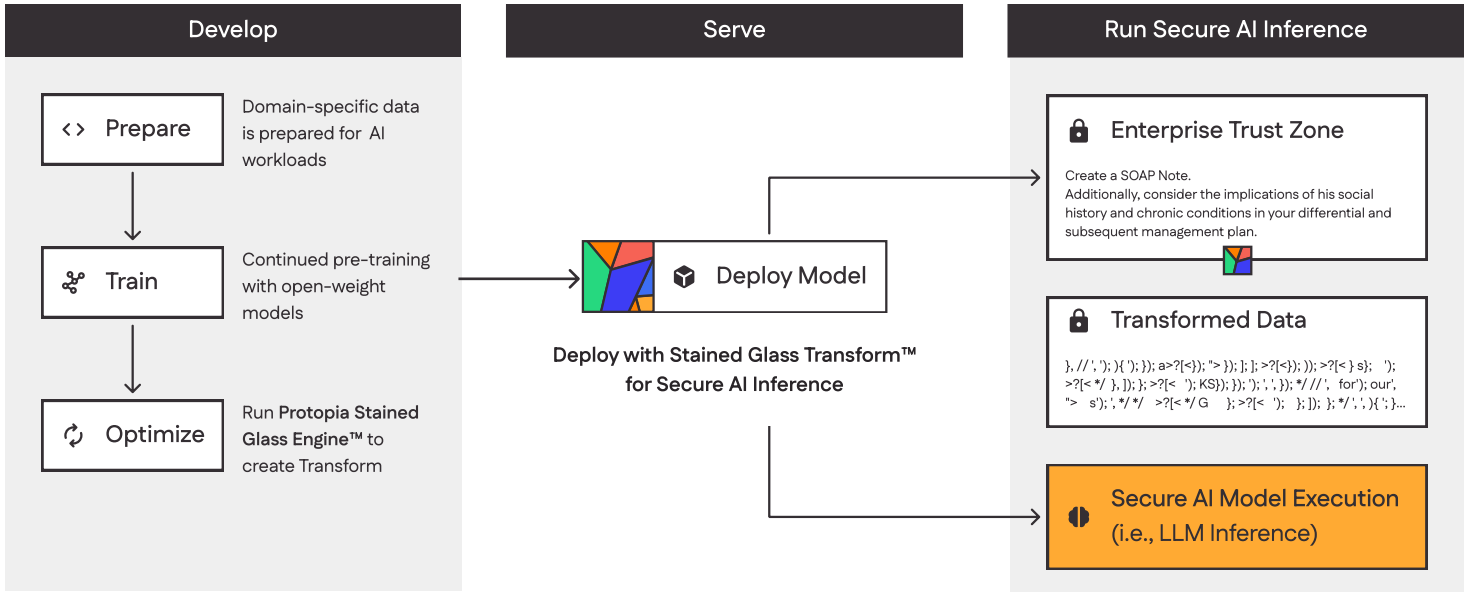 Develop
Prepare
Domain-specific data
is prepared for AI
workloads
Train
Continued pre-training
with open-weight
models
Optimize
Run Protopia Stained
Glass Engine™ to
create Transform
Serve
Deploy Model
Deploy with Stained Glass Transform™
for Secure AI Inference
Run Secure AI Inference
Enterprise Trust Zone
Create a SOAP Note.
Additionally, consider the implications of his social
history and chronic conditions in your differential and
subsequent management plan.
Transformed Data
}, // ', '); ){ '); }); a>?[<}); "> }); ]; ]; >?[<}); )); >?[< } s}; ');
>?[< */ }, ]); }; >?[< '); KS}); }); '); ', ', }); */ // ', for'); our',
"> s'); ', */ */ >?[< */ G }; >?[< '); }; ]); }; */ ', ', ){ '; }...
Secure AI Model Execution
(i.e., LLM Inference)